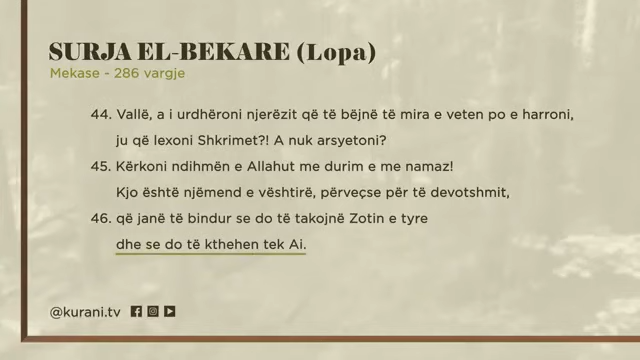 SURJA EL-BEKARE (Lopa)
Mekase - 286 vargje
44. Vallë, a i urdhëroni njerëzit që të bëjnë të mira e veten po e harroni,
ju që lexoni Shkrimet?! A nuk arsyetoni?
45. Kërkoni ndihmën e Allahut me durim e me namaz!
Kjo është njëmend e vështirë, përveçse për të devotshmit,
46. që janë të bindur se do të takojnë Zotin e tyre
dhe se do të kthehen tek Ai.
@kurani.tv